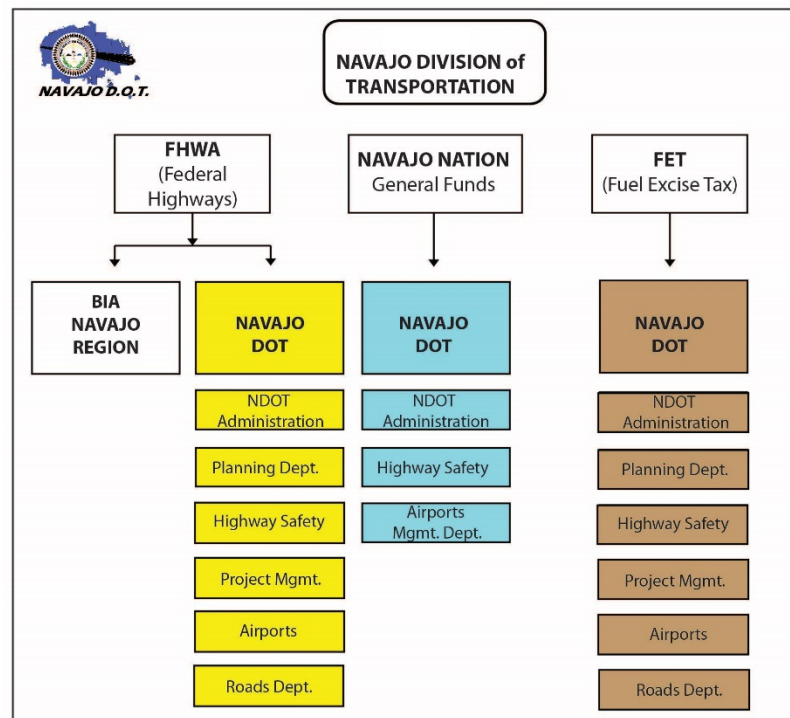 NAVAJO D.O.T.
NAVAJO DIVISION of
TRANSPORTATION
FHWA
(Federal
Highways)
NAVAJO NATION
General Funds
FET
(Fuel Excise Tax)
BIA
NAVAJO
REGION
NAVAJO
DOT
NDOT
Administration
Planning Dept.
Highway Safety
Project Mgmt.
Airports
Roads Dept.
NAVAJO
DOT
NDOT
Administration
Highway Safety
Airports
Mgmt. Dept.
NAVAJO
DOT
NDOT
Administration
Planning Dept.
Highway Safety
Project Mgmt.
Airports
Roads Dept.